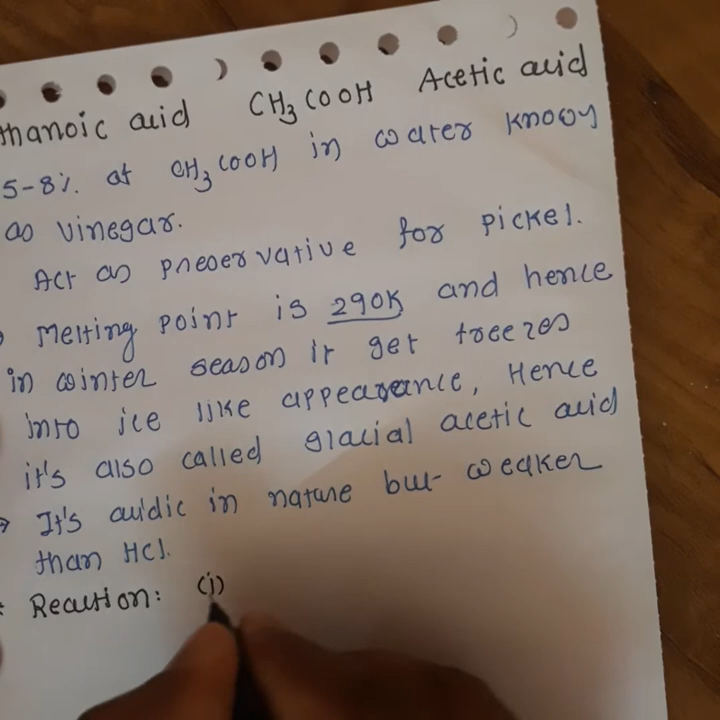 thanoic acid CH3COOH Acetic acid
5-8%. of CH3COOH in water known
as vinegar.
Act as preservative for pickel.
Melting point is 290K and hence
in winter season it get freezes
into ice like appearance, Hence
it's also called glacial acetic acid
→ It's acidic in nature but weaker
than HCl.
* Reaction: (i)